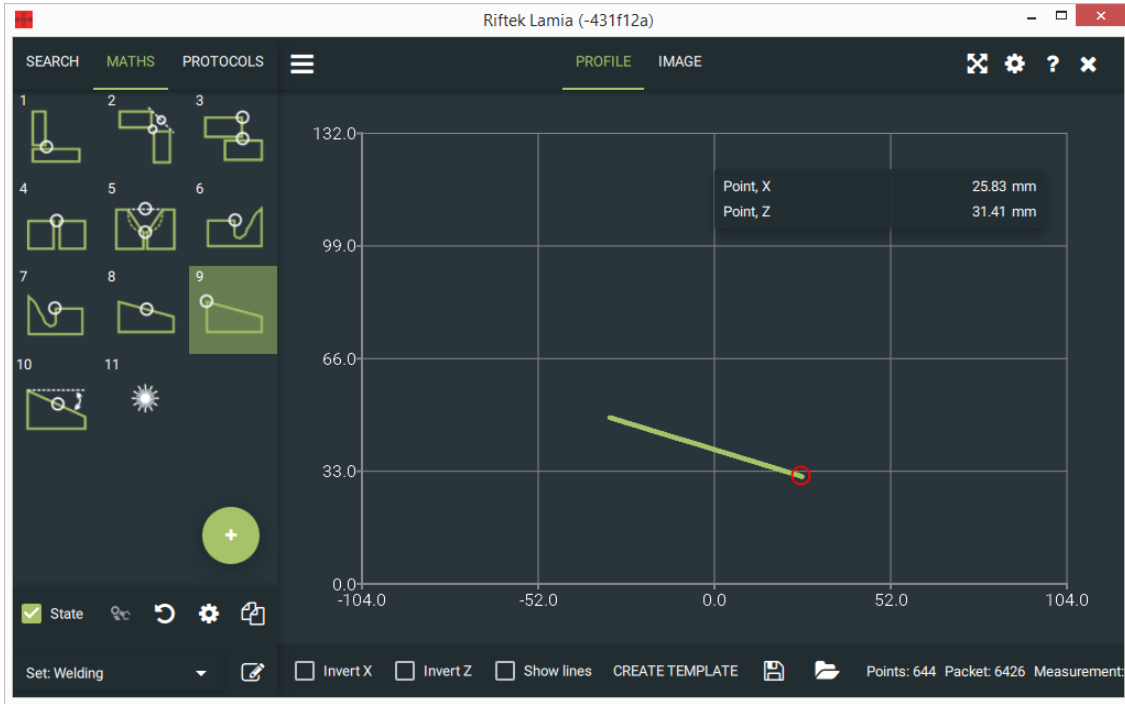 Riftek Lamia (-431f12a)
SEARCH MATHS PROTOCOLS
PROFILE IMAGE
1 2 3
4 5 6
7 8 9
10 11
132.0
99.0
66.0
33.0
0.0
-104.0 -52.0 0.0 52.0 104.0
Point, X 25.83 mm
Point, Z 31.41 mm
+
State
Set: Welding
Invert X Invert Z Show lines CREATE TEMPLATE Points: 644 Packet: 6426 Measurement: